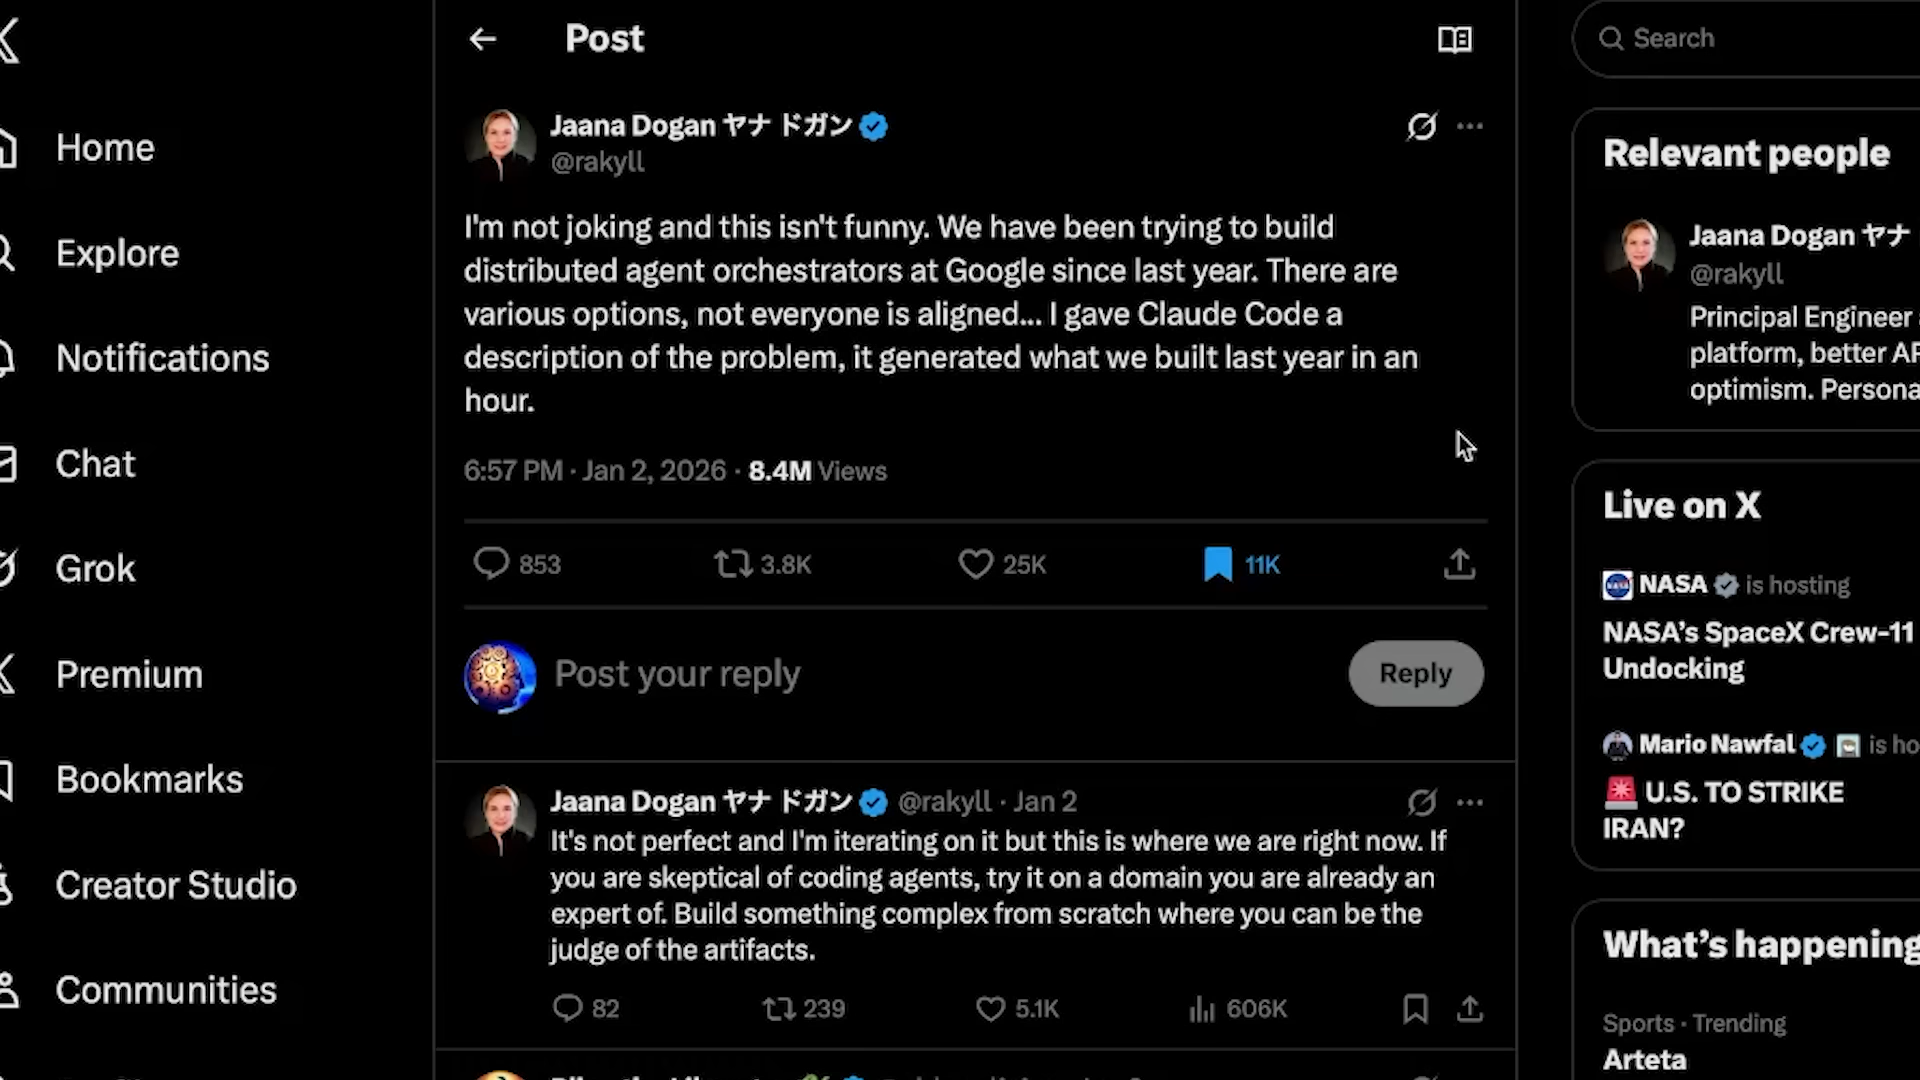 Home
Explore
Notifications
Chat
Grok
Premium
Bookmarks
Creator Studio
Communities
Post
Jaana Dogan ヤナ ドガン
@rakyll
I'm not joking and this isn't funny. We have been trying to build
distributed agent orchestrators at Google since last year. There are
various options, not everyone is aligned... I gave Claude Code a
description of the problem, it generated what we built last year in an
hour.
6:57 PM · Jan 2, 2026 · 8.4M Views
853 3.8K 25K 11K
Post your reply
Reply
Jaana Dogan ヤナ ドガン @rakyll · Jan 2
It's not perfect and I'm iterating on it but this is where we are right now. If
you are skeptical of coding agents, try it on a domain you are already an
expert of. Build something complex from scratch where you can be the
judge of the artifacts.
82 239 5.1K 606K
Search
Relevant people
Jaana Dogan ヤナ
@rakyll
Principal Engineer
platform, better
optimism.
Live on X
NASA is hosting
NASA's SpaceX Crew-11
Undocking
Mario Nawfal is
🚨 U.S. TO STRIKE
IRAN?
What's happening
Sports · Trending
Arteta